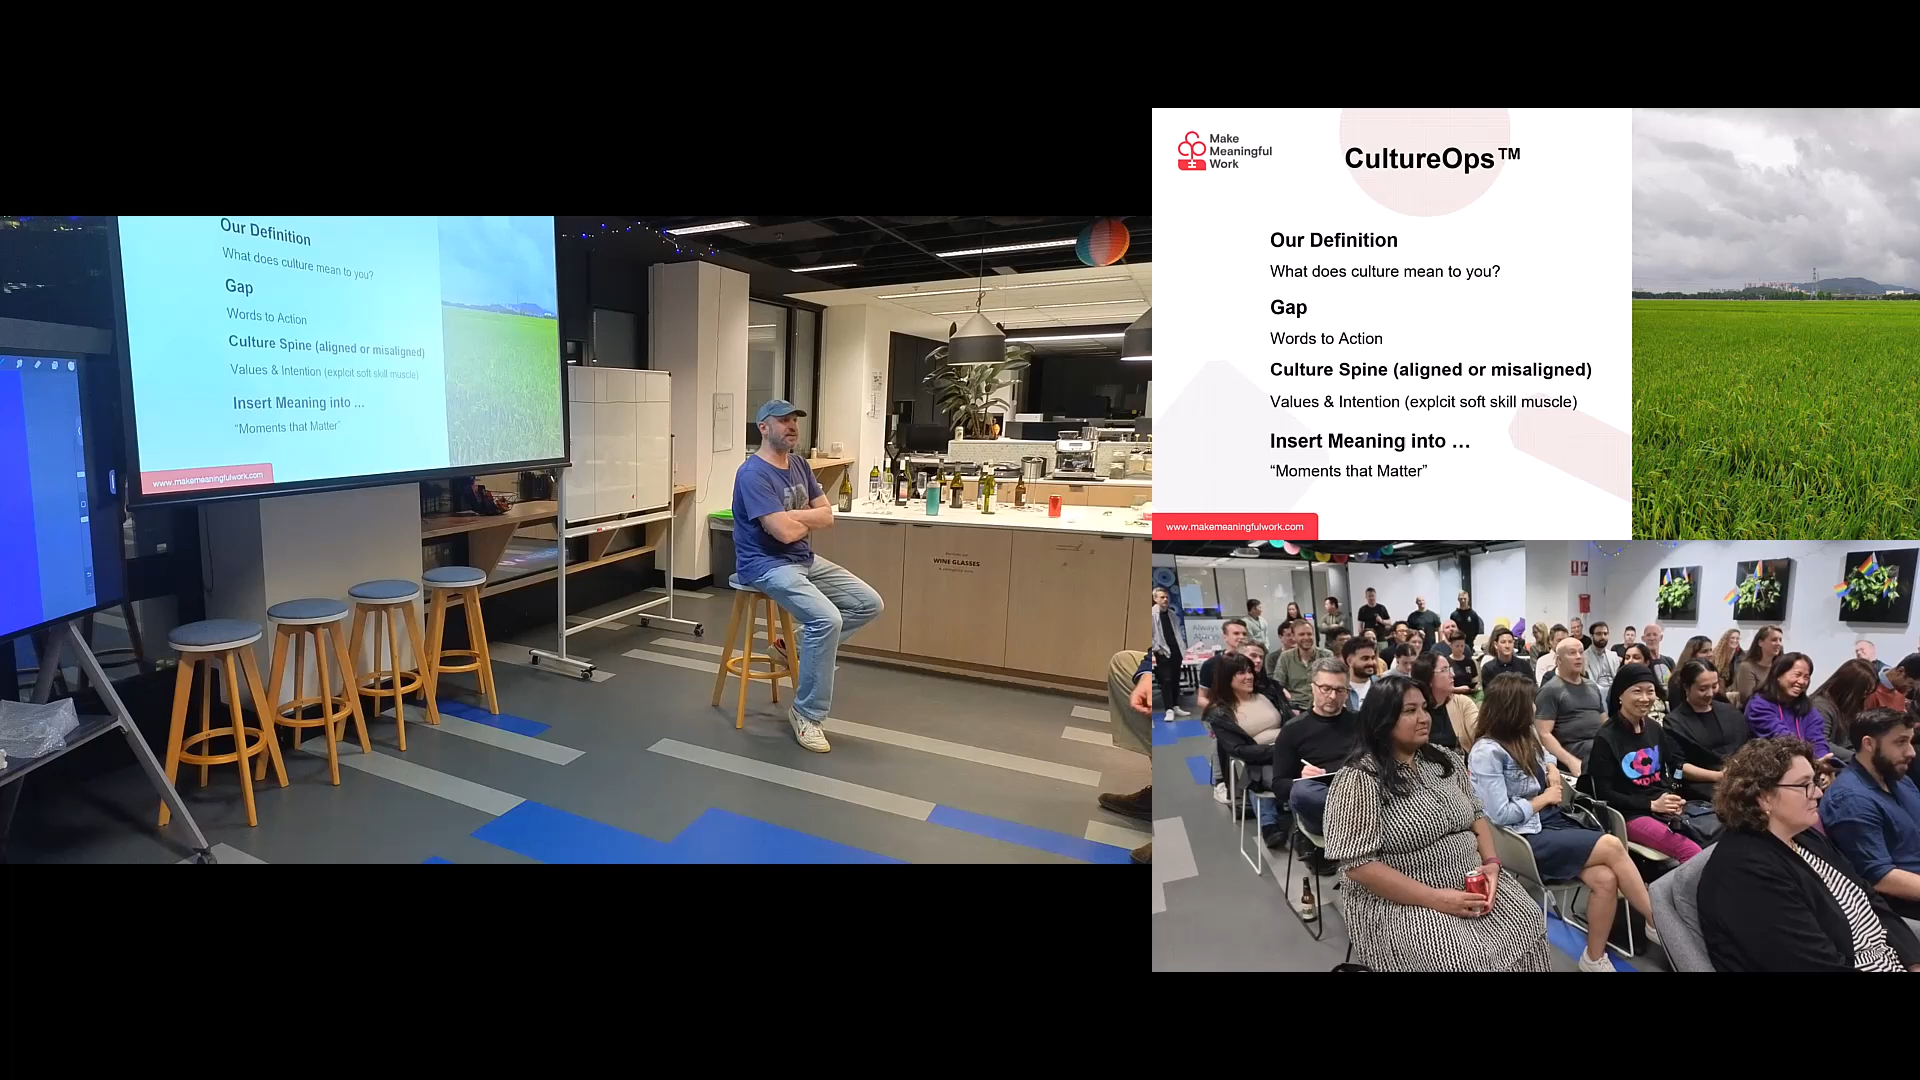 Our Definition
What does culture mean to you?
Gap
Words to Action
Culture Spine (aligned or misaligned)
Values & Intention (explcit soft skill muscle)
Insert Meaning into ...
“Moments that Matter”
www.makemeaningfulwork.com
WINE GLASSES
Make
Meaningful
Work
CultureOps™
Our Definition
What does culture mean to you?
Gap
Words to Action
Culture Spine (aligned or misaligned)
Values & Intention (explcit soft skill muscle)
Insert Meaning into …
“Moments that Matter”
www.makemeaningfulwork.com